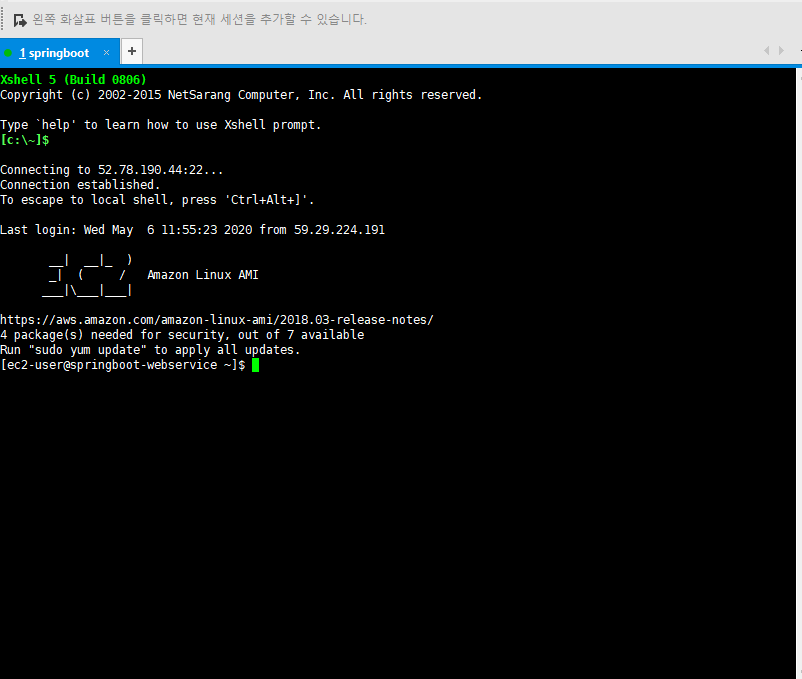 왼쪽 화살표 버튼을 클릭하면 현재 세션을 추가할 수 있습니다.
1 springboot × +
Xshell 5 (Build 0806)
Copyright (c) 2002-2015 NetSarang Computer, Inc. All rights reserved.
Type `help' to learn how to use Xshell prompt.
[c:\~]$
Connecting to 52.78.190.44:22...
Connection established.
To escape to local shell, press 'Ctrl+Alt+]'.
Last login: Wed May  6 11:55:23 2020 from 59.29.224.191
       __|  __|_  )
       _|  (     /   Amazon Linux AMI
      ___|\___|___|
https://aws.amazon.com/amazon-linux-ami/2018.03-release-notes/
4 package(s) needed for security, out of 7 available
Run "sudo yum update" to apply all updates.
[ec2-user@springboot-webservice ~]$